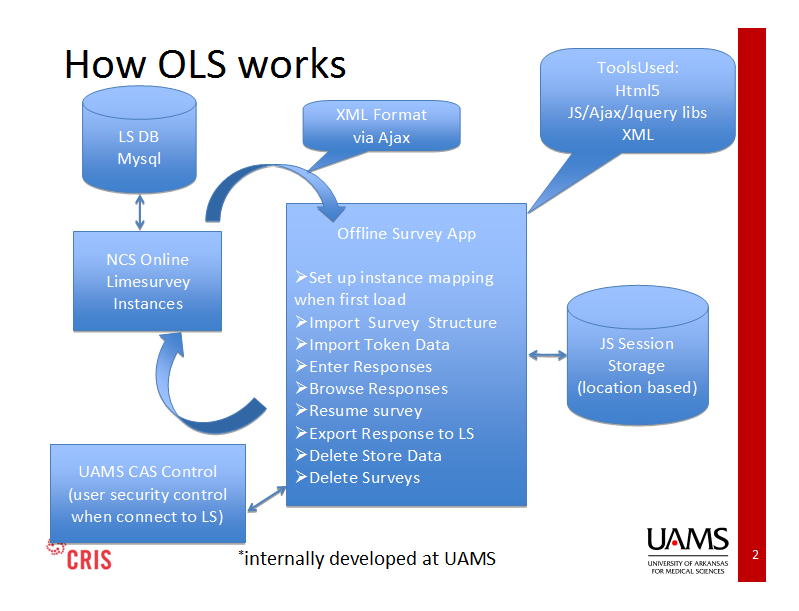 How OLS works
LS DB
Mysql
XML Format
via Ajax
ToolsUsed:
Html5
JS/Ajax/Jquery libs
XML
NCS Online
Limesurvey
Instances
Offline Survey App
➢Set up instance mapping
when first load
➢Import Survey Structure
➢Import Token Data
➢Enter Responses
➢Browse Responses
➢Resume survey
➢Export Response to LS
➢Delete Store Data
➢Delete Surveys
JS Session
Storage
(location based)
UAMS CAS Control
(user security control
when connect to LS)
CRIS
*internally developed at UAMS
UAMS
UNIVERSITY OF ARKANSAS
FOR MEDICAL SCIENCES
2